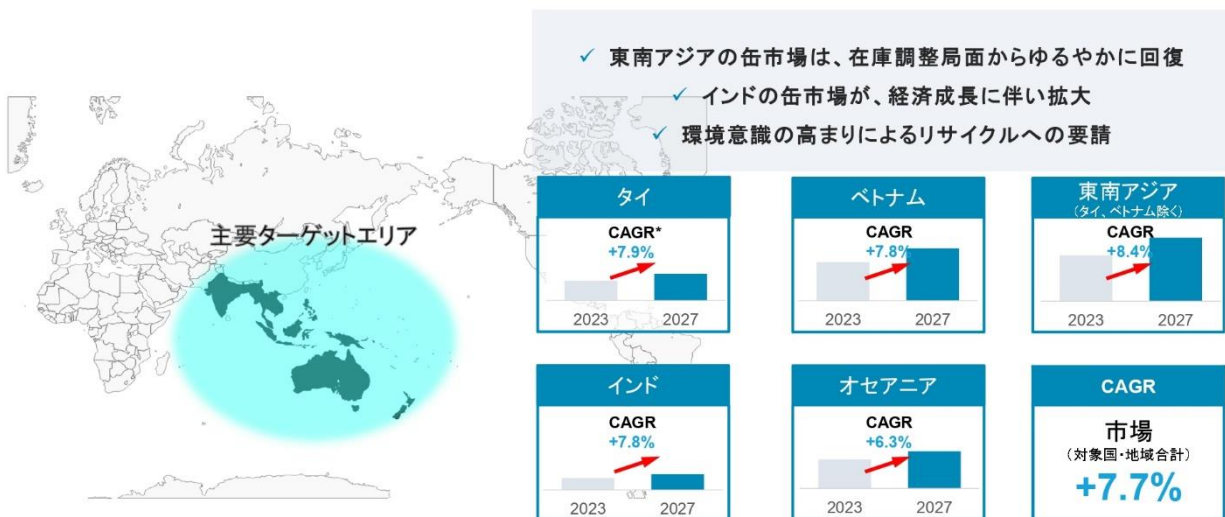 ✓ 東南アジアの缶市場は、在庫調整局面からゆるやかに回復
✓ インドの缶市場が、経済成長に伴い拡大
✓ 環境意識の高まりによるリサイクルへの要請
主要ターゲットエリア
タイ
CAGR*
+7.9%
2023 2027
ベトナム
CAGR
+7.8%
2023 2027
東南アジア
(タイ、ベトナム除く)
CAGR
+8.4%
2023 2027
インド
CAGR
+7.8%
2023 2027
オセアニア
CAGR
+6.3%
2023 2027
CAGR
市場
(対象国・地域合計)
+7.7%